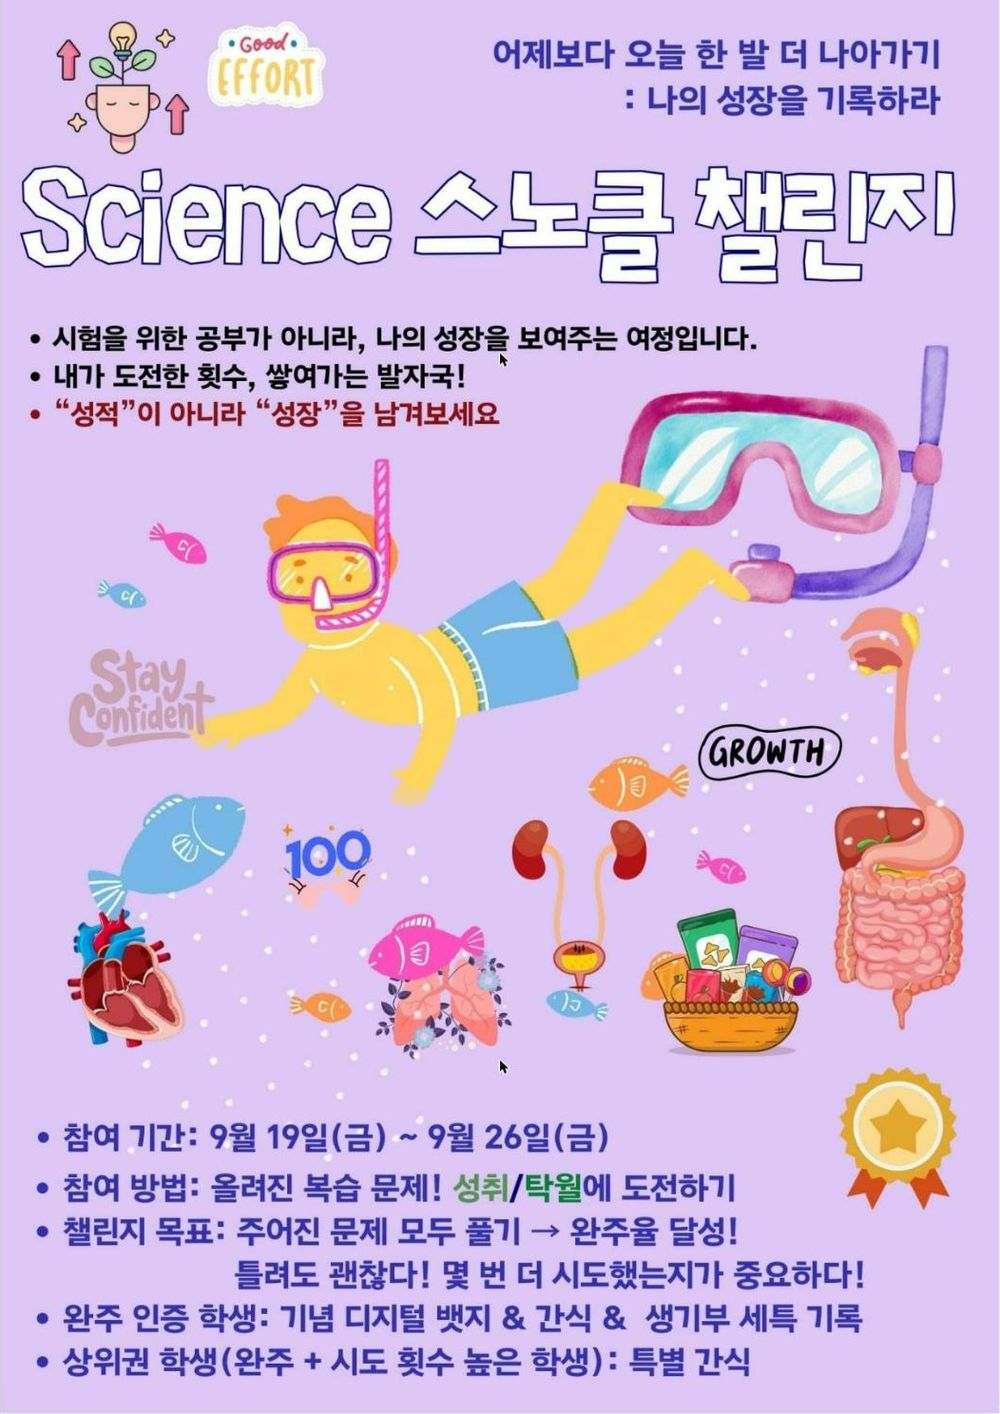 Good
EFFORT
어제보다 오늘 한 발 더 나아가기
: 나의 성장을 기록하라
Science 스노클 챌린지
• 시험을 위한 공부가 아니라, 나의 성장을 보여주는 여정입니다.
• 내가 도전한 횟수, 쌓여가는 발자국!
• “성적”이 아니라 “성장”을 남겨보세요
Stay
Confident
GROWTH
100
• 참여 기간: 9월 19일(금) ~ 9월 26일(금)
• 참여 방법: 올려진 복습 문제! 성취/탁월에 도전하기
• 챌린지 목표: 주어진 문제 모두 풀기 → 완주율 달성!
틀려도 괜찮다! 몇 번 더 시도했는지가 중요하다!
• 완주 인증 학생: 기념 디지털 뱃지 & 간식 & 생기부 세특 기록
• 상위권 학생(완주 + 시도 횟수 높은 학생): 특별 간식